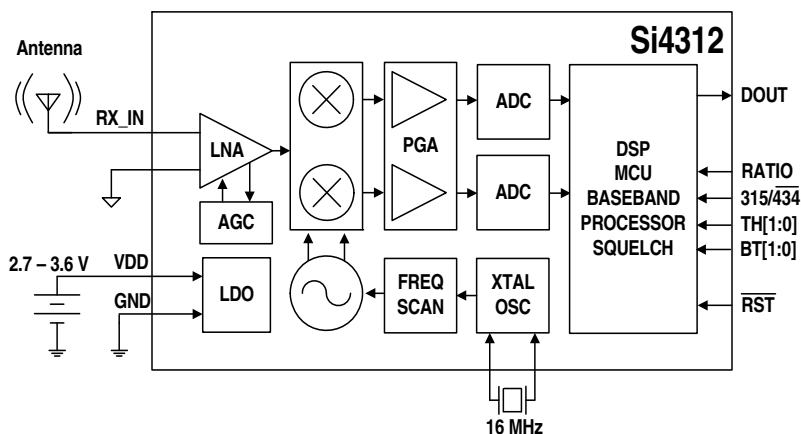 Si4312
Antenna
RX_IN
LNA
AGC
PGA
ADC
ADC
DSP
MCU
BASEBAND
PROCESSOR
SQUELCH
DOUT
RATIO
315/434
TH[1:0]
BT[1:0]
RST
2.7 – 3.6 V
VDD
GND
LDO
FREQ
SCAN
XTAL
OSC
16 MHz